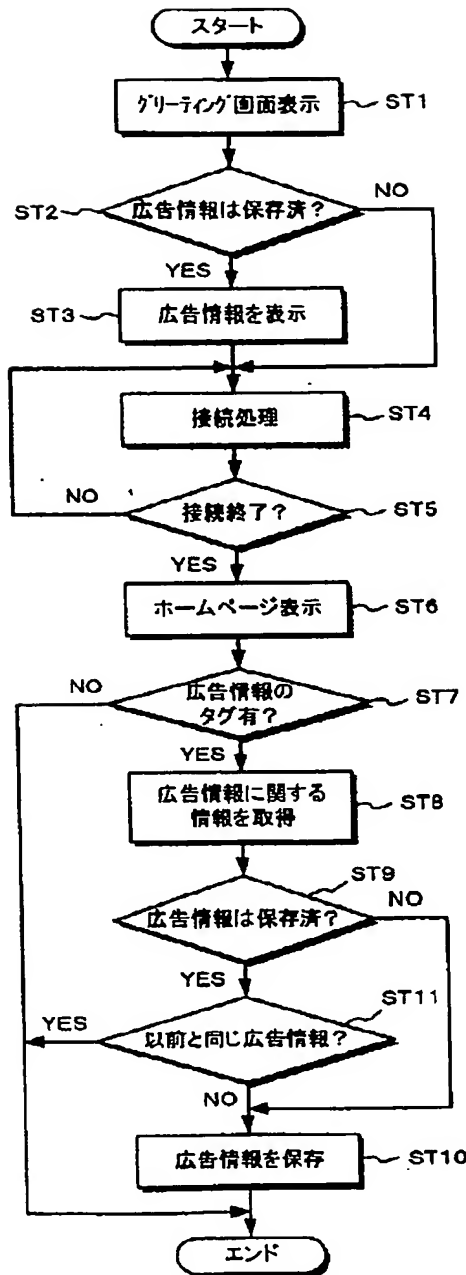 スタート
グリーティング画面表示
ST1
広告情報は保存済？
ST2
NO
YES
広告情報を表示
ST3
接続処理
ST4
NO
接続終了？
ST5
YES
ホームページ表示
ST6
NO
広告情報の
タグ有？
ST7
YES
広告情報に関する
情報を取得
ST8
ST9
広告情報は保存済？
NO
YES
ST11
YES
以前と同じ広告情報？
NO
広告情報を保存
ST10
エンド